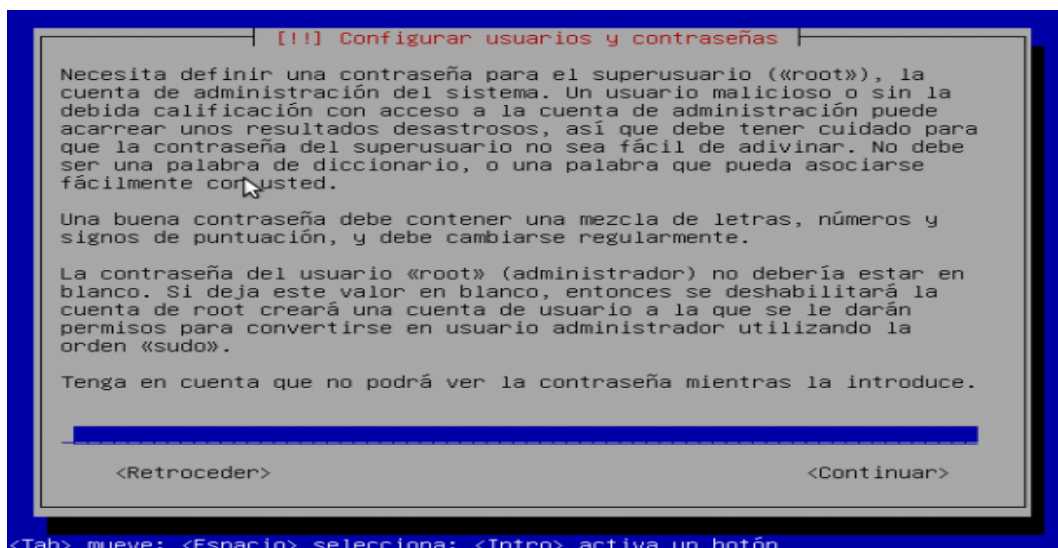 [!!] Configurar usuarios y contraseñas
Necesita definir una contraseña para el superusuario («root»), la
cuenta de administración del sistema. Un usuario malicioso o sin la
debida calificación con acceso a la cuenta de administración puede
acarrear unos resultados desastrosos, así que debe tener cuidado para
que la contraseña del superusuario no sea fácil de adivinar. No debe
ser una palabra de diccionario, o una palabra que pueda asociarse
fácilmente con usted.
Una buena contraseña debe contener una mezcla de letras, números y
signos de puntuación, y debe cambiarse regularmente.
La contraseña del usuario «root» (administrador) no debería estar en
blanco. Si deja este valor en blanco, entonces se deshabilitará la
cuenta de root creará una cuenta de usuario a la que se le darán
permisos para convertirse en usuario administrador utilizando la
orden «sudo».
Tenga en cuenta que no podrá ver la contraseña mientras la introduce.
<Retroceder> <Continuar>
<Tab> mueve; <Espacio> selecciona; <Intro> activa un botón